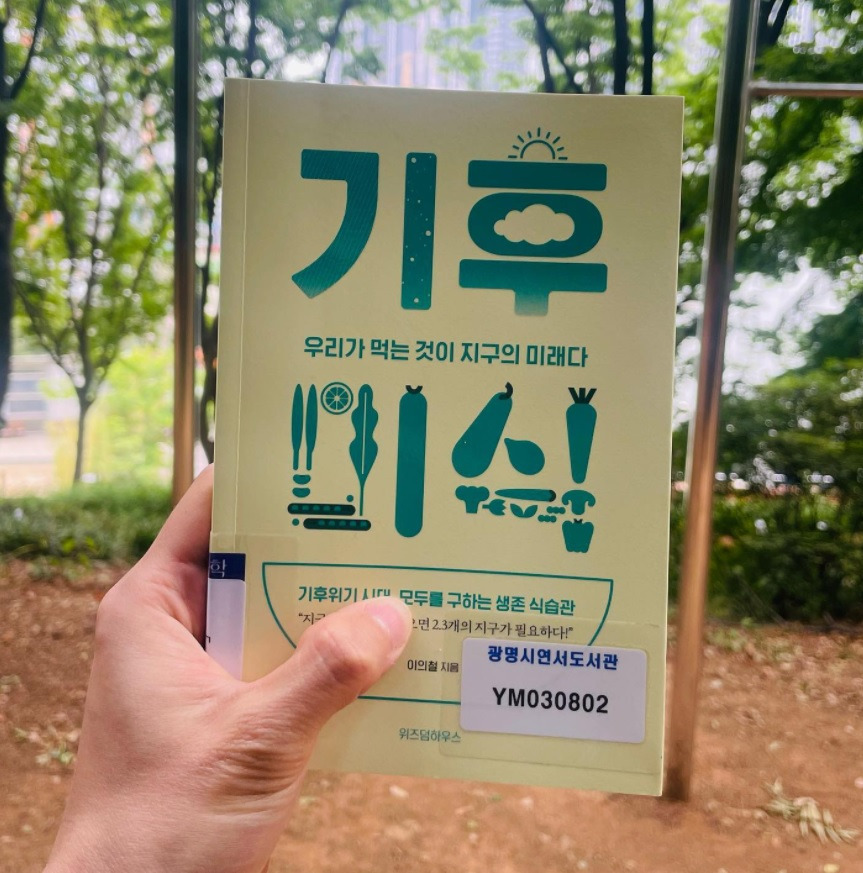 기후
우리가 먹는 것이 지구의 미래다
미식
기후위기 시대, 모두를 구하는 생존 식습관
으면 2.3개의 지구가 필요하다!”
이의철 지음
위즈덤하우스
학
광명시연서도서관
YM030802